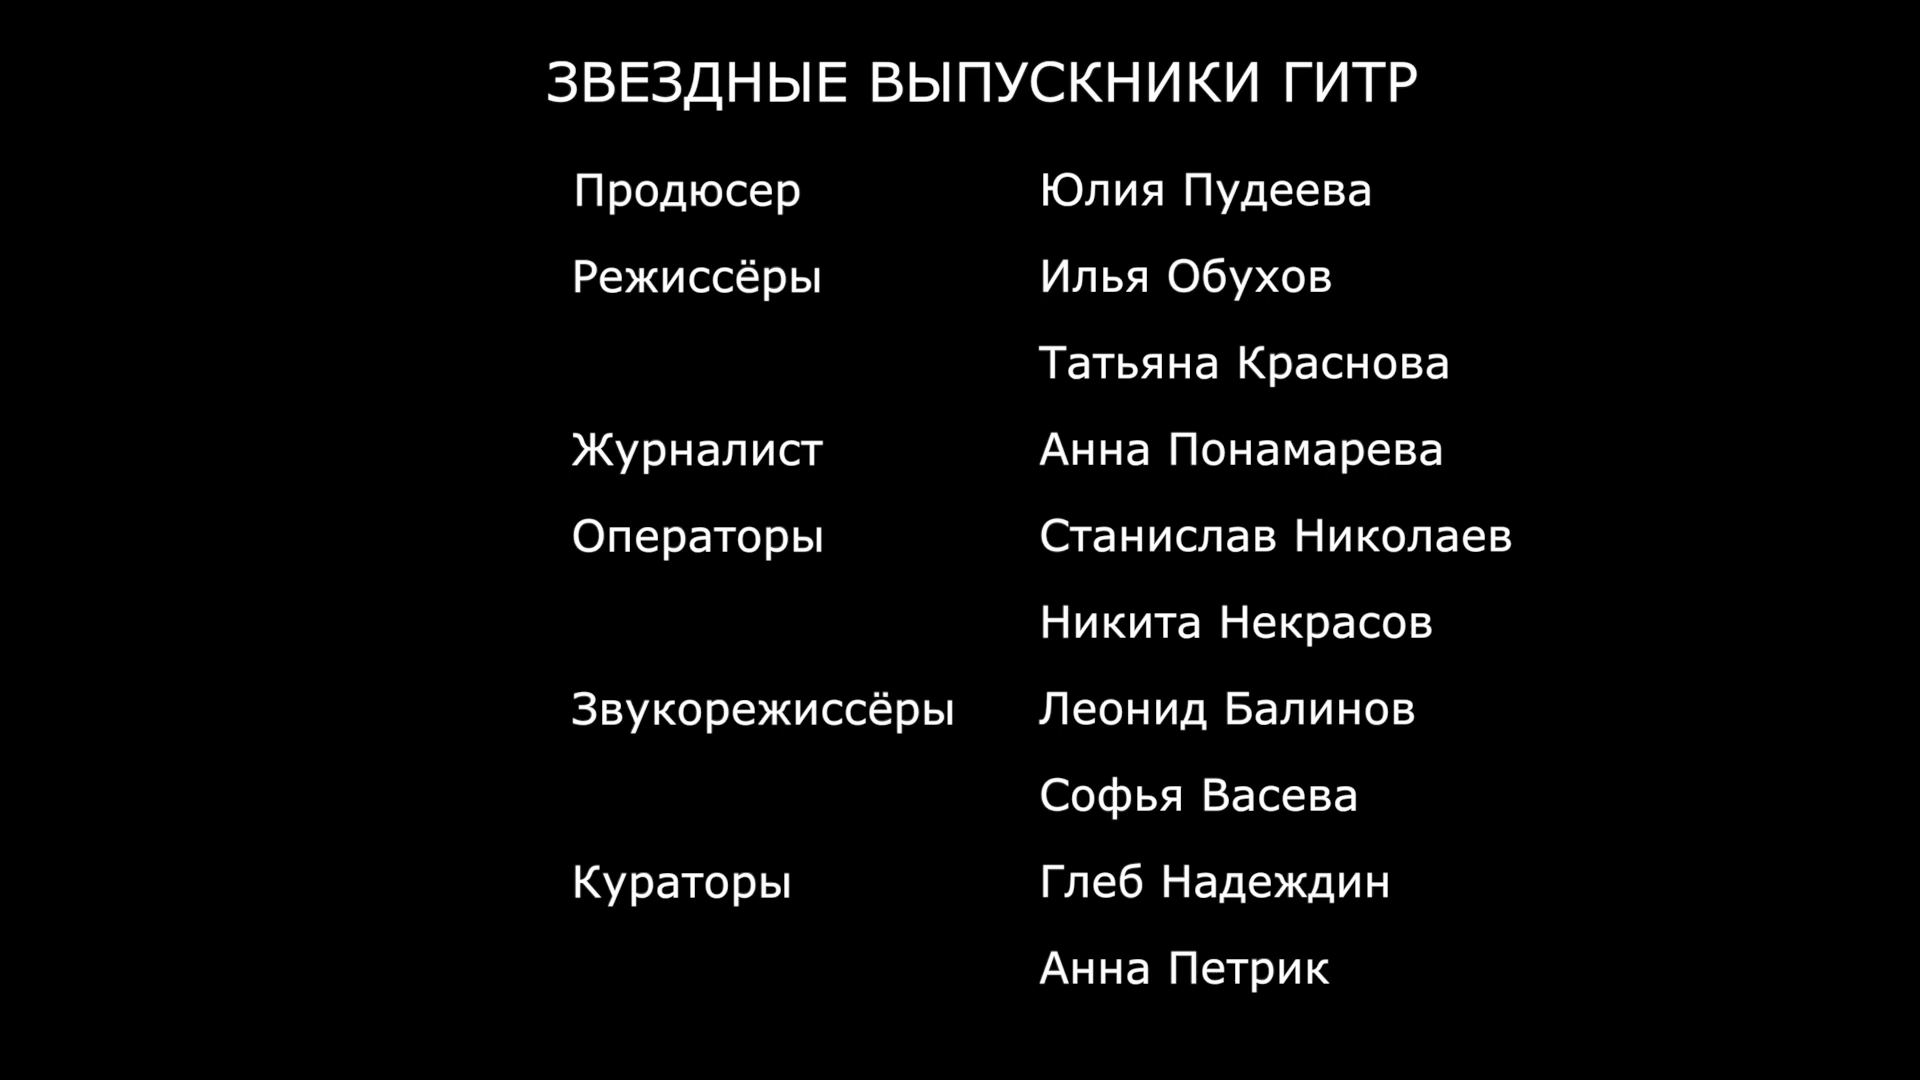 ЗВЕЗДНЫЕ ВЫПУСКНИКИ ГИТР
Продюсер Юлия Пудеева
Режиссёры Илья Обухов
Татьяна Краснова
Журналист Анна Понамарева
Операторы Станислав Николаев
Никита Некрасов
Звукорежиссёры Леонид Балинов
Софья Васева
Кураторы Глеб Надеждин
Анна Петрик